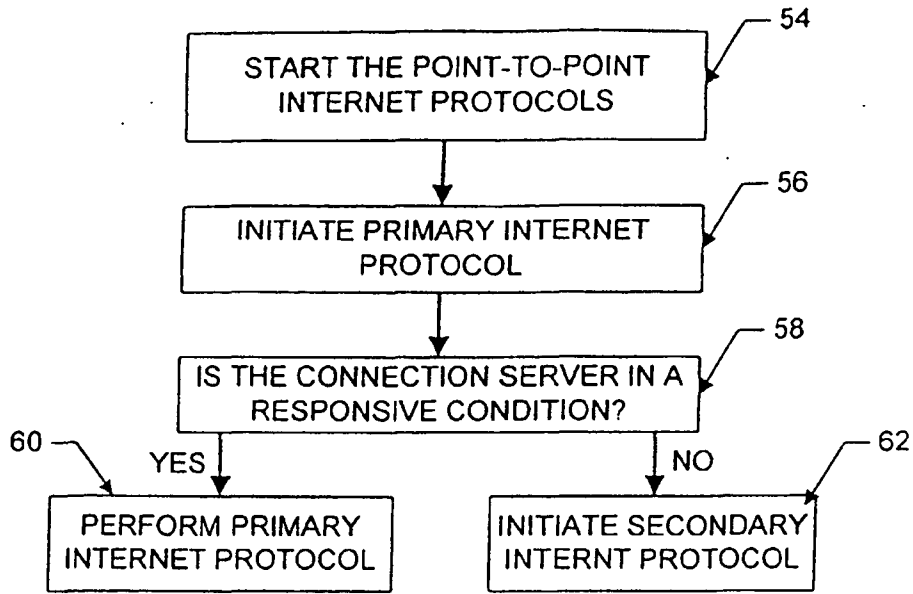 54
START THE POINT-TO-POINT
INTERNET PROTOCOLS
56
INITIATE PRIMARY INTERNET
PROTOCOL
58
IS THE CONNECTION SERVER IN A
RESPONSIVE CONDITION?
60
YES
NO
62
PERFORM PRIMARY
INTERNET PROTOCOL
INITIATE SECONDARY
INTERNT PROTOCOL